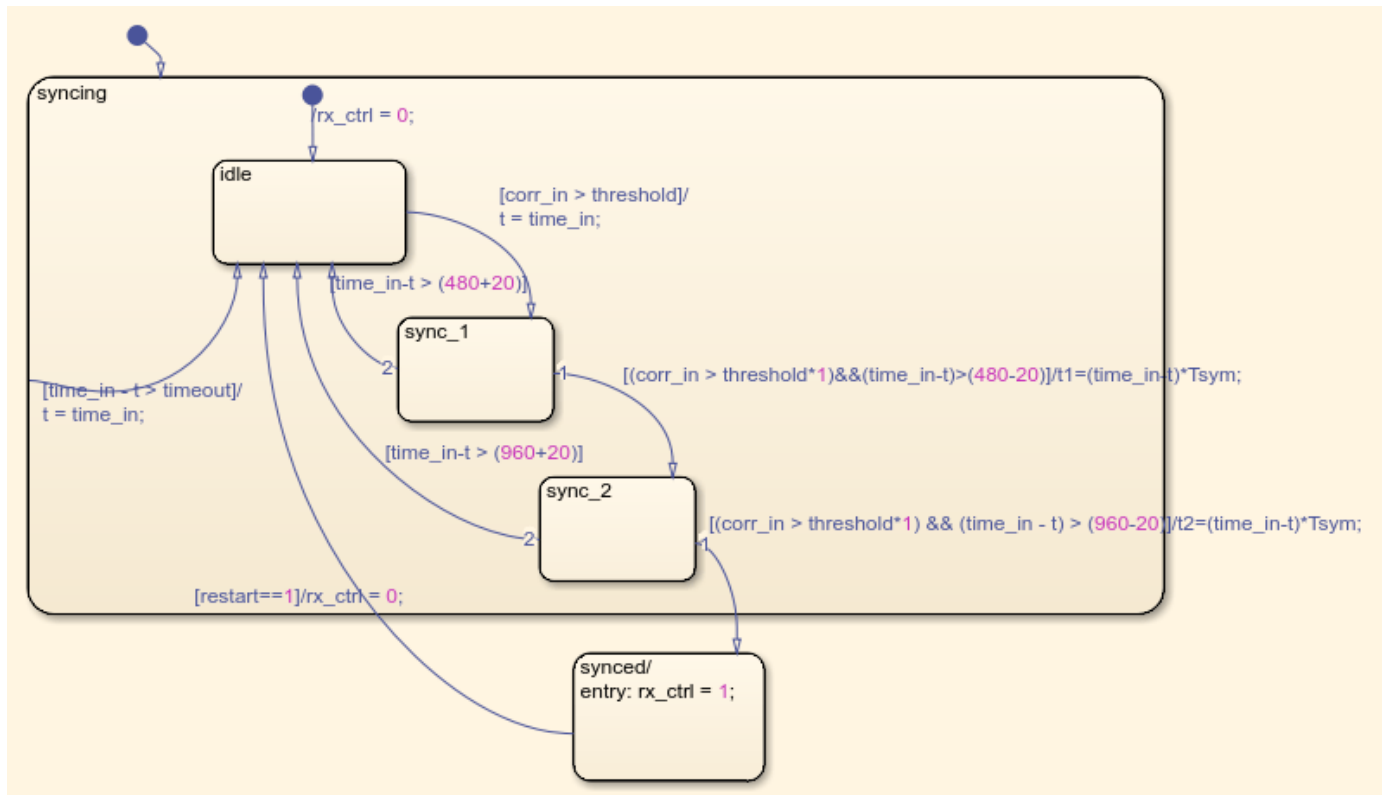 syncing
/rx_ctrl = 0;
idle
[corr_in > threshold]/
t = time_in;
[time_in-t > (480+20)]
sync_1
2
1
[(corr_in > threshold*1)&&(time_in-t)>(480-20)]/t1=(time_in-t)*Tsym;
[time_in - t > timeout]/
t = time_in;
[time_in-t > (960+20)]
sync_2
2
1
[(corr_in > threshold*1) && (time_in - t) > (960-20)]/t2=(time_in-t)*Tsym;
[restart==1]/rx_ctrl = 0;
synced/
entry: rx_ctrl = 1;